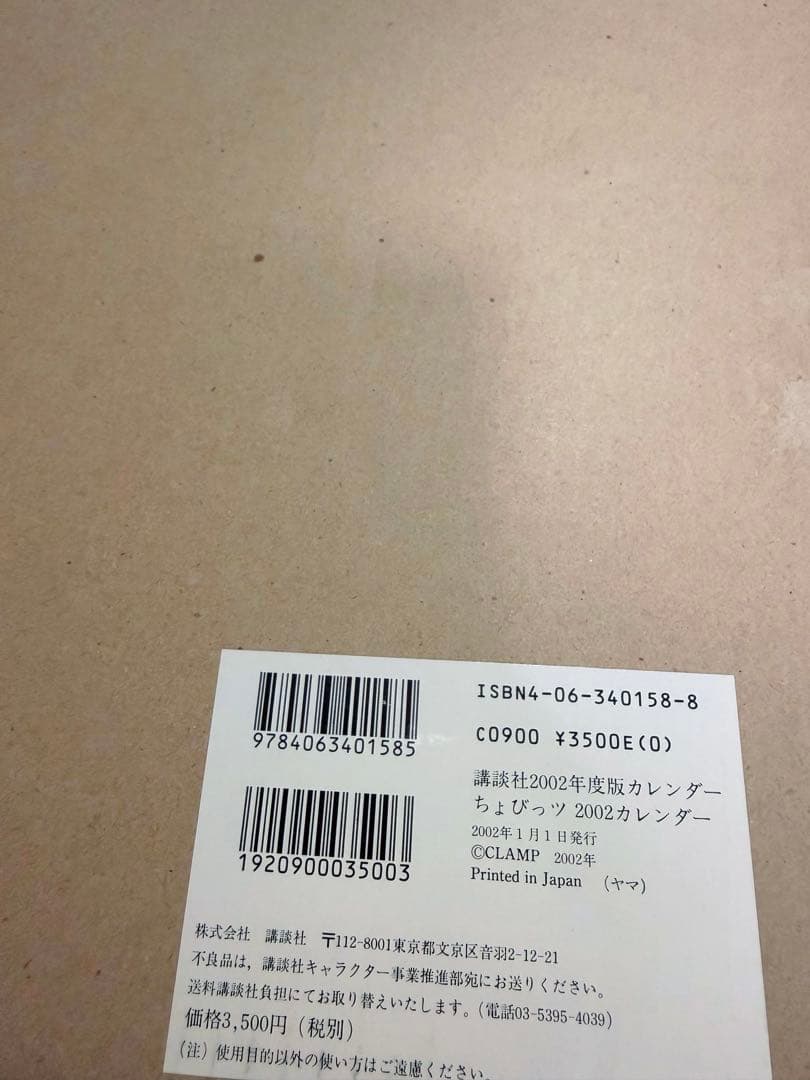 9784063401585
ISBN4-06-340158-8
C0900 ¥3500E(0)
1920900035003
講談社2002年度版カレンダー
ちょびっツ 2002カレンダー
2002年1月1日発行
©CLAMP 2002年
Printed in Japan (ヤマ)
株式会社 講談社 〒112-8001東京都文京区音羽2-12-21
不良品は，講談社キャラクター事業推進部宛にお送りください。
送料講談社負担にてお取り替えいたします。（電話03-5395-4039）
価格3,500円（税別）
（注）使用目的以外の使い方はご遠慮ください。